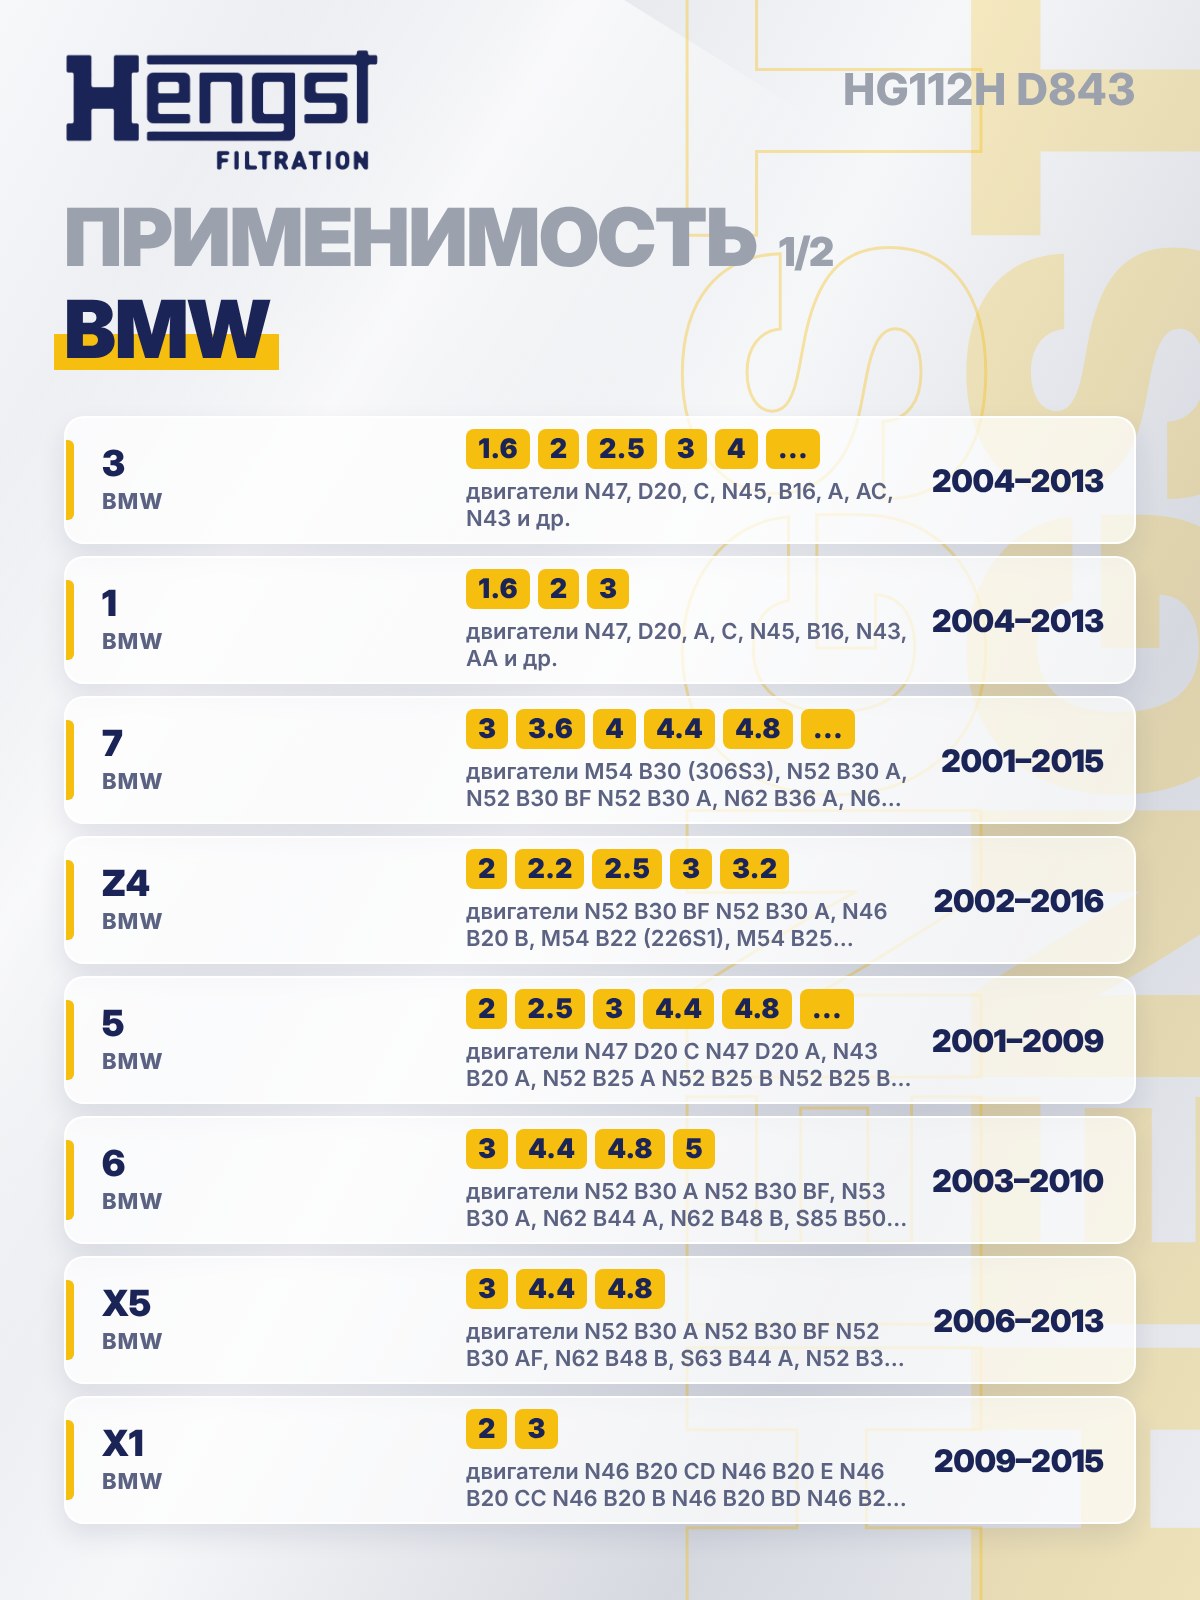 Hengst
FILTRATION
HG112H D843
ПРИМЕНИМОСТЬ 1/2
BMW
3
BMW
1.6 2 2.5 3 4 ...
двигатели N47, D20, C, N45, B16, A, AC,
N43 и др.
2004–2013
1
BMW
1.6 2 3
двигатели N47, D20, A, C, N45, B16, N43,
AA и др.
2004–2013
7
BMW
3 3.6 4 4.4 4.8 ...
двигатели M54 B30 (306S3), N52 B30 A,
N52 B30 BF N52 B30 A, N62 B36 A, N6...
2001–2015
Z4
BMW
2 2.2 2.5 3 3.2
двигатели N52 B30 BF N52 B30 A, N46
B20 B, M54 B22 (226S1), M54 B25...
2002–2016
5
BMW
2 2.5 3 4.4 4.8 ...
двигатели N47 D20 C N47 D20 A, N43
B20 A, N52 B25 A N52 B25 B N52 B25 B...
2001–2009
6
BMW
3 4.4 4.8 5
двигатели N52 B30 A N52 B30 BF, N53
B30 A, N62 B44 A, N62 B48 B, S85 B50...
2003–2010
X5
BMW
3 4.4 4.8
двигатели N52 B30 A N52 B30 BF N52
B30 AF, N62 B48 B, S63 B44 A, N52 B3...
2006–2013
X1
BMW
2 3
двигатели N46 B20 CD N46 B20 E N46
B20 CC N46 B20 B N46 B20 BD N46 B2...
2009–2015
HENGST
HENGST